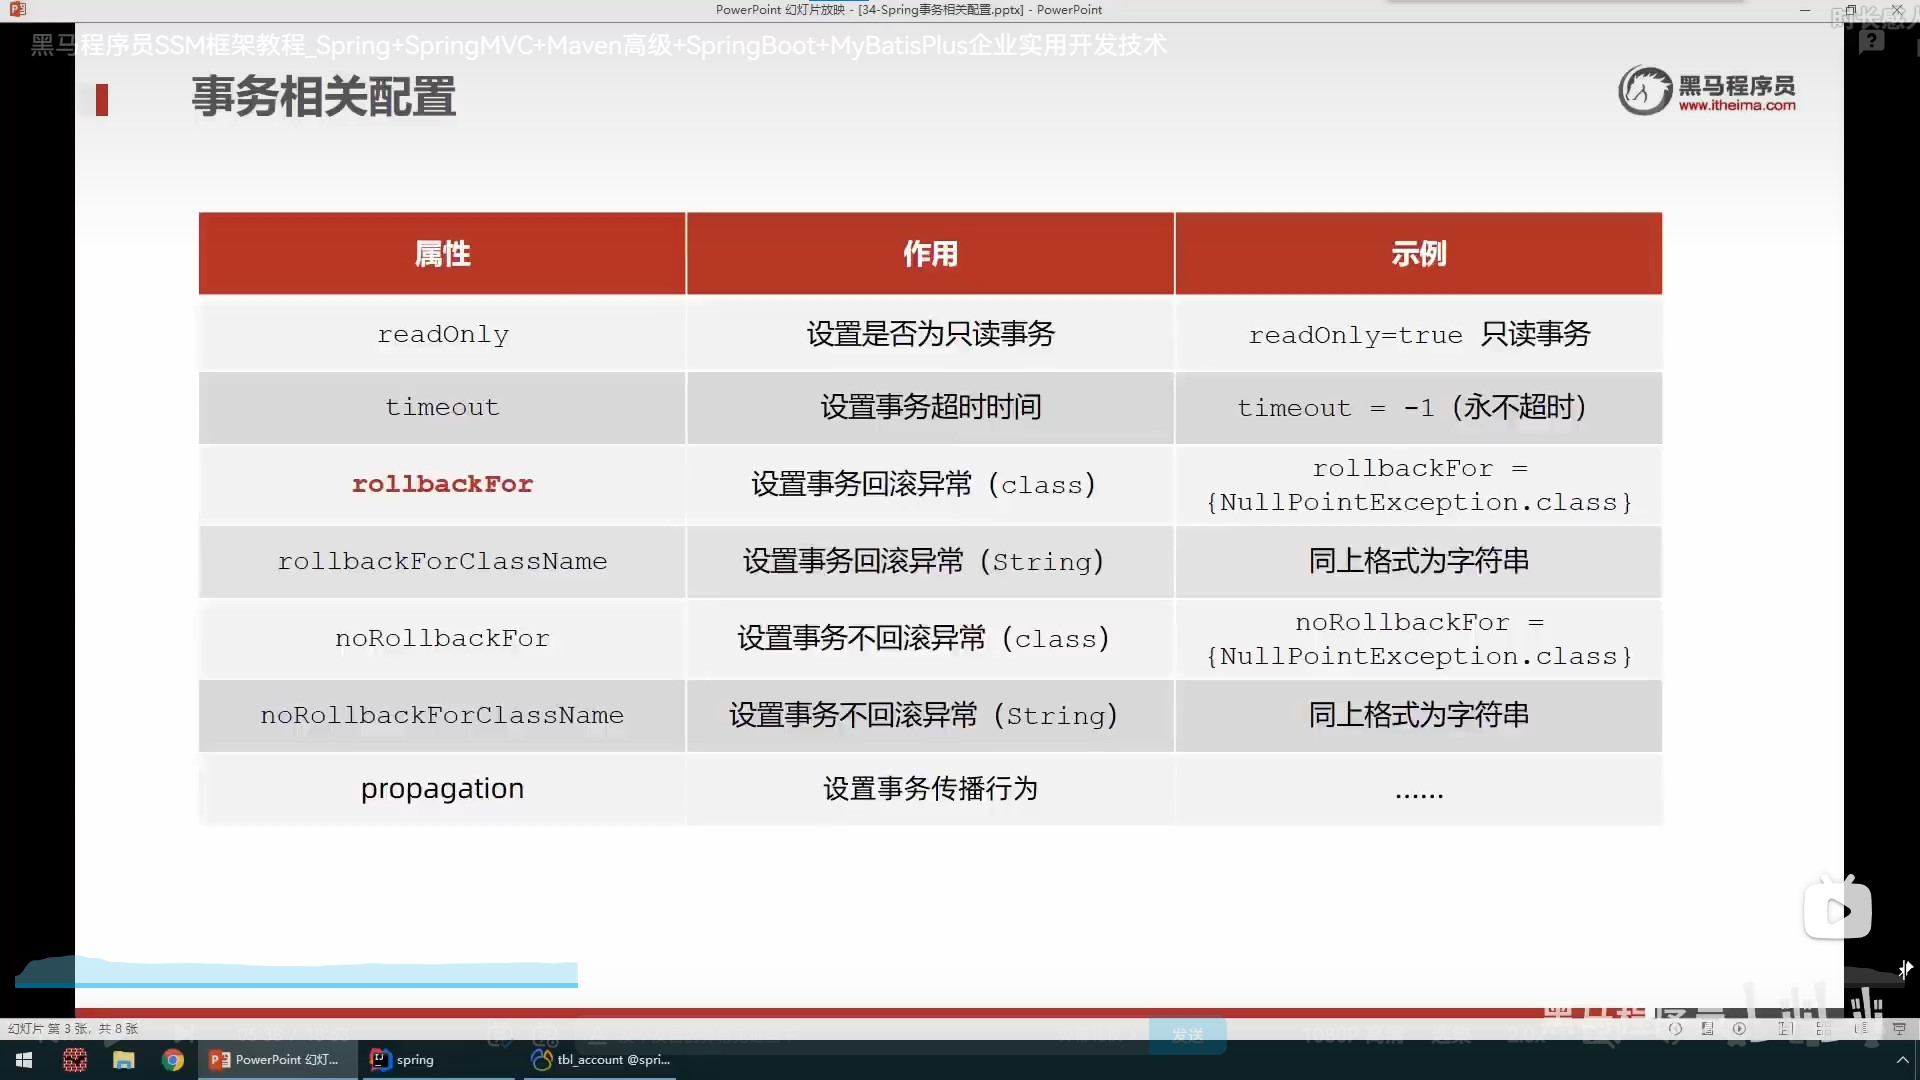 PowerPoint 幻灯片放映 - [34-Spring事务相关配置.pptx] - PowerPoint
黑马程序员SSM框架教程_Spring+SpringMVC+Maven高级+SpringBoot+MyBatisPlus企业实用开发技术
事务相关配置
黑马程序员
www.itheima.com
属性 作用 示例
readOnly 设置是否为只读事务 readOnly=true 只读事务
timeout 设置事务超时时间 timeout = -1（永不超时）
rollbackFor 设置事务回滚异常（class） rollbackFor =
{NullPointException.class}
rollbackForClassName 设置事务回滚异常（String） 同上格式为字符串
noRollbackFor 设置事务不回滚异常（class） noRollbackFor =
{NullPointException.class}
noRollbackForClassName 设置事务不回滚异常（String） 同上格式为字符串
propagation 设置事务传播行为 ……
幻灯片 第 3 张，共 8 张
发送
PowerPoint 幻灯... spring tbl_account @spri...